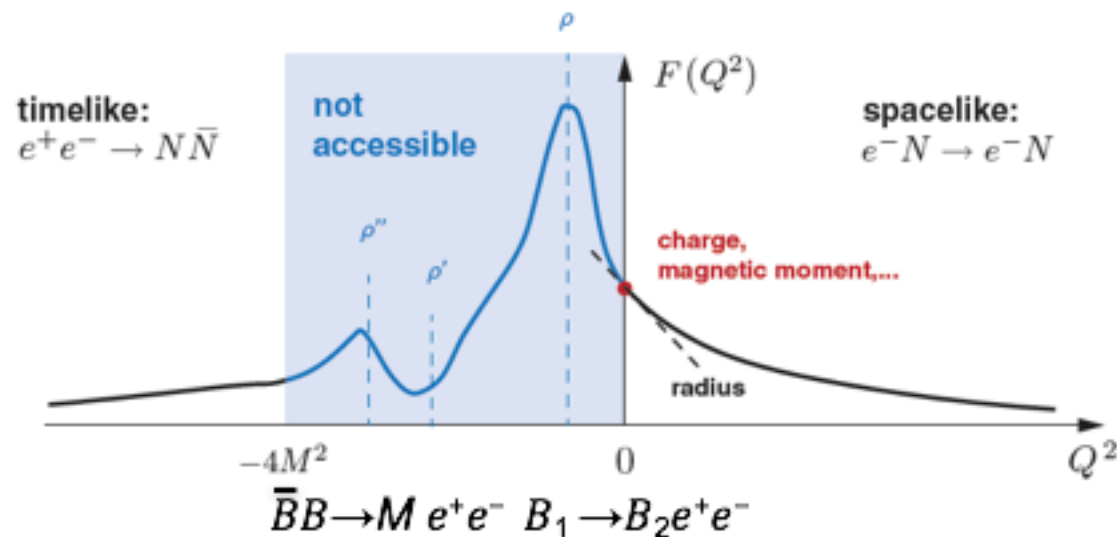 ρ
F(Q²)
timelike:
e⁺e⁻ → NN̄
not
accessible
spacelike:
e⁻N → e⁻N
ρ''
ρ'
charge,
magnetic moment,...
radius
−4M²
0
Q²
B̄B→M e⁺e⁻ B₁→B₂e⁺e⁻